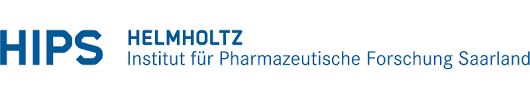 HIPS
HELMHOLTZ
Institut für Pharmazeutische Forschung Saarland